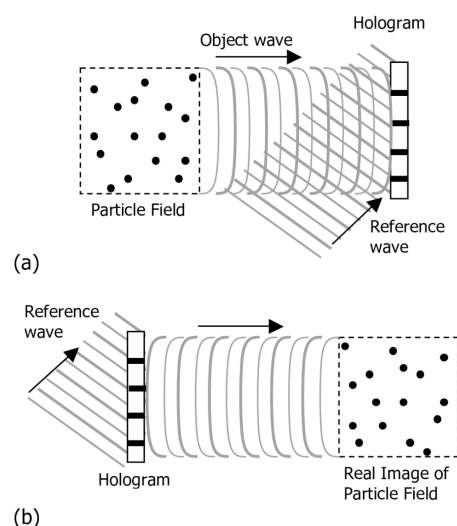 Hologram
Object wave
Particle Field
Reference
wave
(a)
Reference
wave
Hologram
Real Image of
Particle Field
(b)